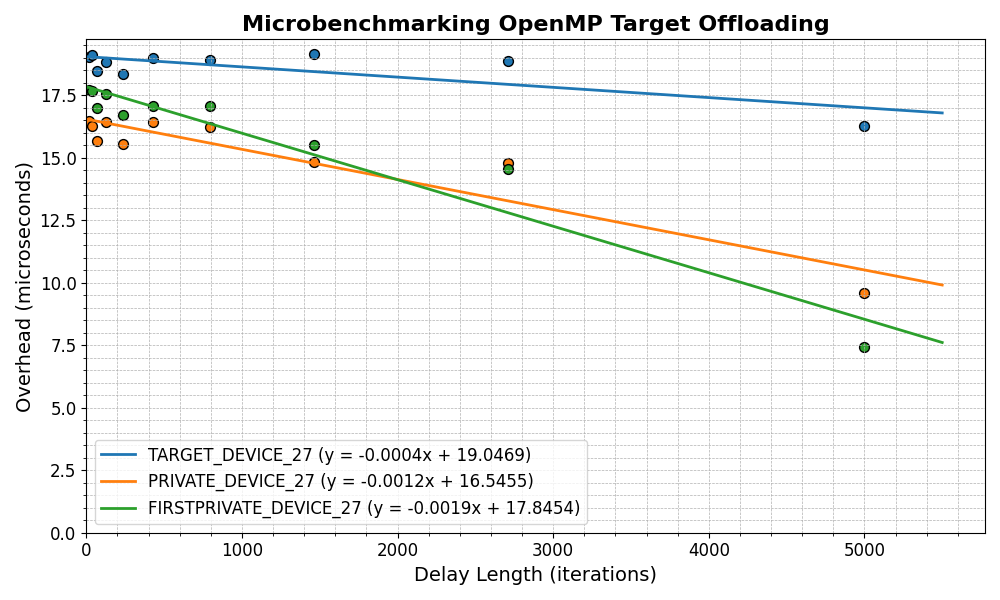 Microbenchmarking OpenMP Target Offloading
Overhead (microseconds)
17.5
15.0
12.5
10.0
7.5
5.0
2.5
0.0
TARGET_DEVICE_27 (y = -0.0004x + 19.0469)
PRIVATE_DEVICE_27 (y = -0.0012x + 16.5455)
FIRSTPRIVATE_DEVICE_27 (y = -0.0019x + 17.8454)
0 1000 2000 3000 4000 5000
Delay Length (iterations)